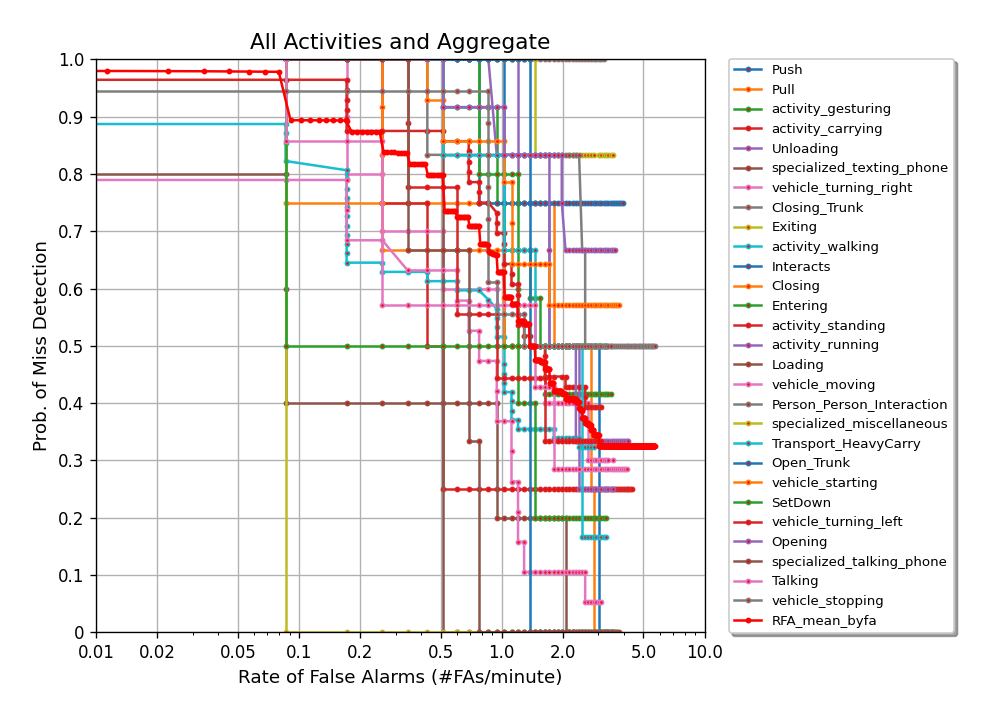 All Activities and Aggregate
Prob. of Miss Detection
1.0
0.9
0.8
0.7
0.6
0.5
0.4
0.3
0.2
0.1
0
0.01
0.02
0.05
0.1
0.2
0.5
1.0
2.0
5.0
10.0
Rate of False Alarms (#FAs/minute)
Push
Pull
activity_gesturing
activity_carrying
Unloading
specialized_texting_phone
vehicle_turning_right
Closing_Trunk
Exiting
activity_walking
Interacts
Closing
Entering
activity_standing
activity_running
Loading
vehicle_moving
Person_Person_Interaction
specialized_miscellaneous
Transport_HeavyCarry
Open_Trunk
vehicle_starting
SetDown
vehicle_turning_left
Opening
specialized_talking_phone
Talking
vehicle_stopping
RFA_mean_byfa